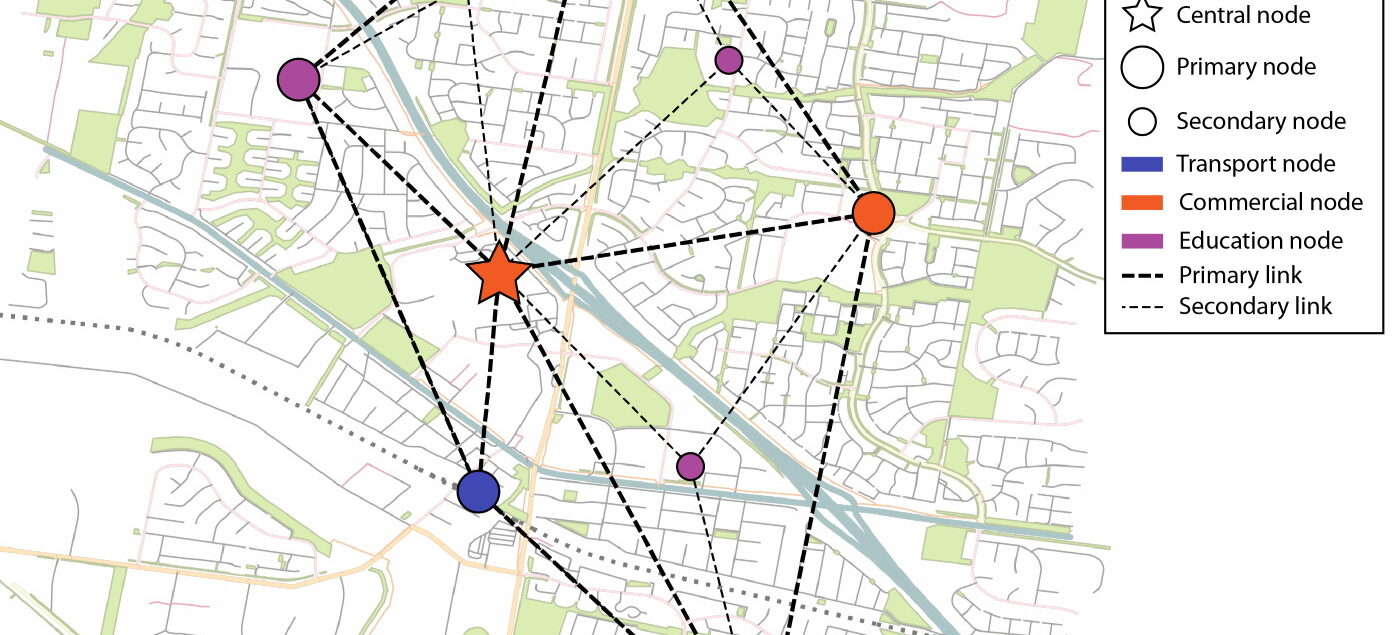 Central node
Primary node
Secondary node
Transport node
Commercial node
Education node
Primary link
Secondary link